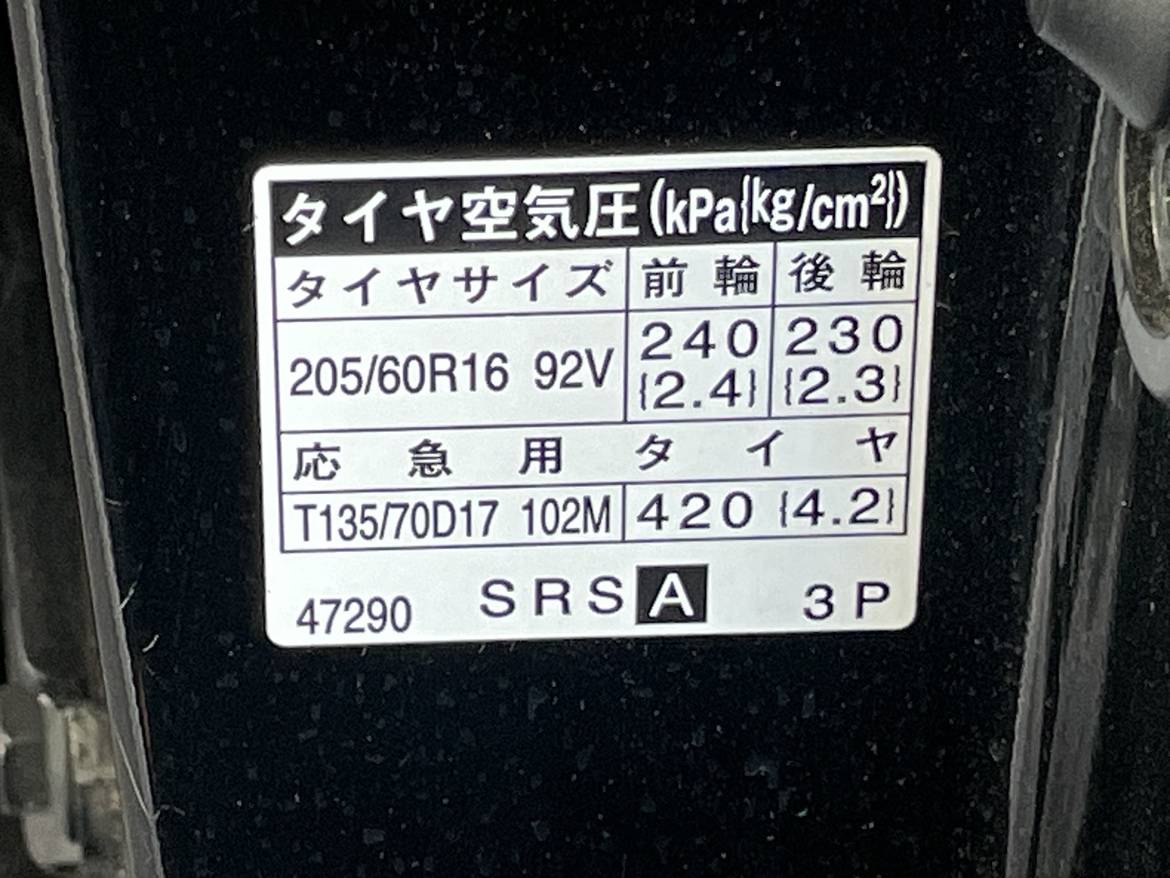 タイヤ空気圧(kPa{kg/cm²})
タイヤサイズ 前輪 後輪
205/60R16 92V 240 {2.4} 230 {2.3}
応急用タイヤ
T135/70D17 102M 420 {4.2}
47290 SRS A 3P